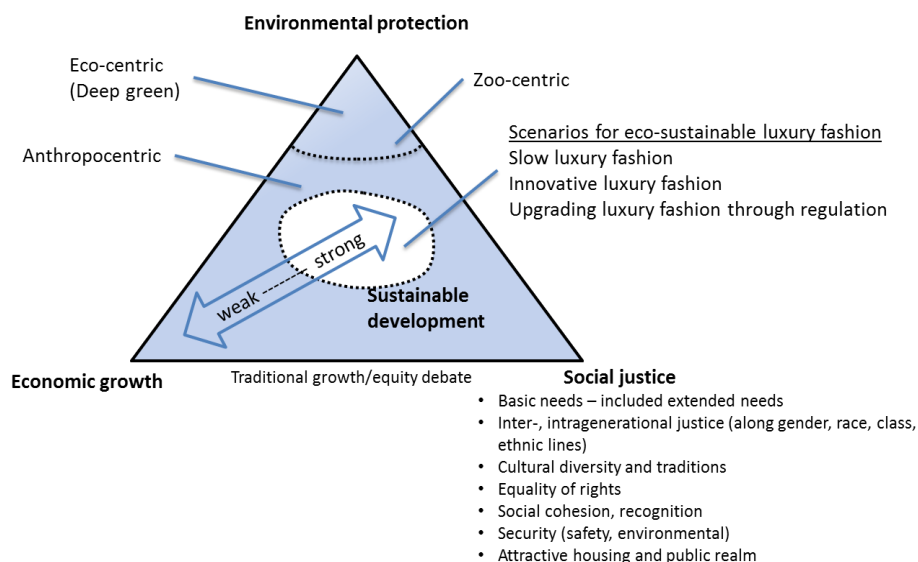 Environmental protection
Eco-centric
(Deep green)
Zoo-centric
Anthropocentric
Scenarios for eco-sustainable luxury fashion
Slow luxury fashion
Innovative luxury fashion
Upgrading luxury fashion through regulation
weak ------- strong
Sustainable
development
Economic growth
Traditional growth/equity debate
Social justice
• Basic needs – included extended needs
• Inter-, intragenerational justice (along gender, race, class,
ethnic lines)
• Cultural diversity and traditions
• Equality of rights
• Social cohesion, recognition
• Security (safety, environmental)
• Attractive housing and public realm